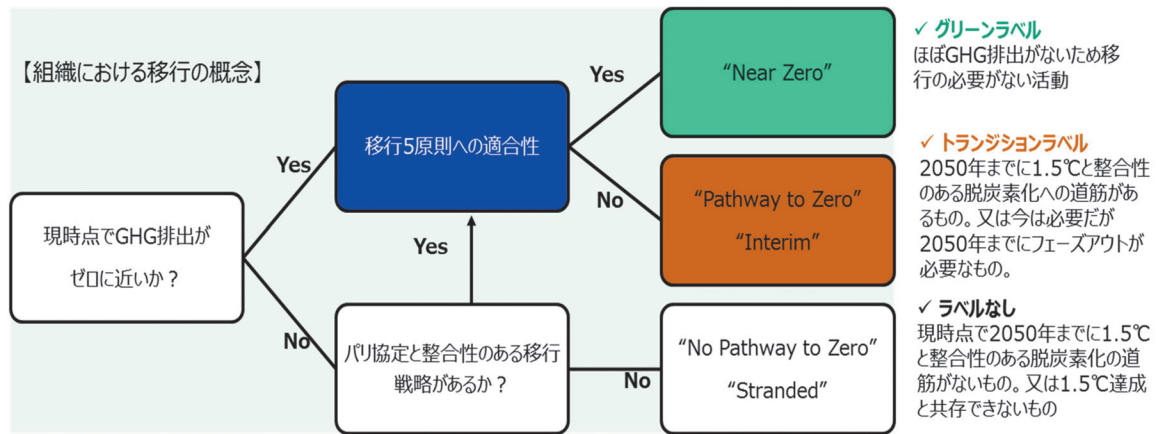 【組織における移行の概念】
現時点でGHG排出が
ゼロに近いか？
Yes
No
移行5原則への適合性
Yes
パリ協定と整合性のある移行
戦略があるか？
Yes
No
No
“Near Zero”
“Pathway to Zero”
“Interim”
“No Pathway to Zero”
“Stranded”
✓ グリーンラベル
ほぼGHG排出がないため移
行の必要がない活動
✓ トランジションラベル
2050年までに1.5℃と整合性
のある脱炭素化への道筋があ
るもの。又は今は必要だが
2050年までにフェーズアウトが
必要なもの。
✓ ラベルなし
現時点で2050年までに1.5℃
と整合性のある脱炭素化の道
筋がないもの。又は1.5℃達成
と共存できないもの